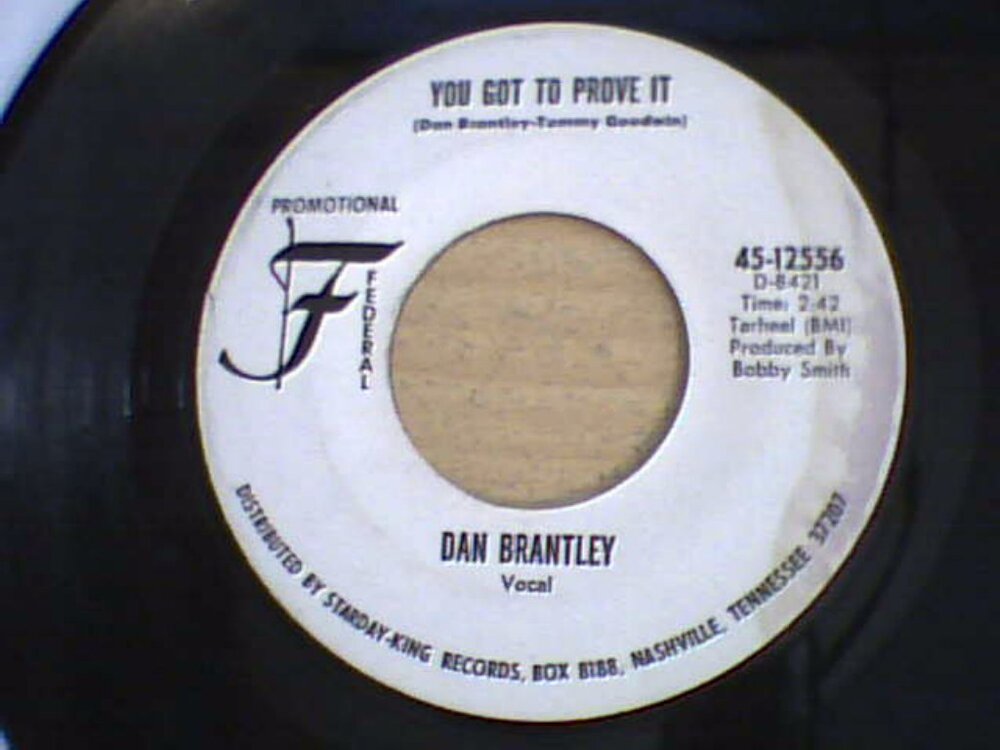 YOU GOT TO PROVE IT
(Dan Brantley-Tommy Goodwin)
PROMOTIONAL
F
FEDERAL
45-12556
D-8421
Time: 2:42
Tarheel (BMI)
Produced By
Bobby Smith
DAN BRANTLEY
Vocal
DISTRIBUTED BY STARDAY-KING RECORDS, BOX 8188, NASHVILLE, TENNESSEE 37207